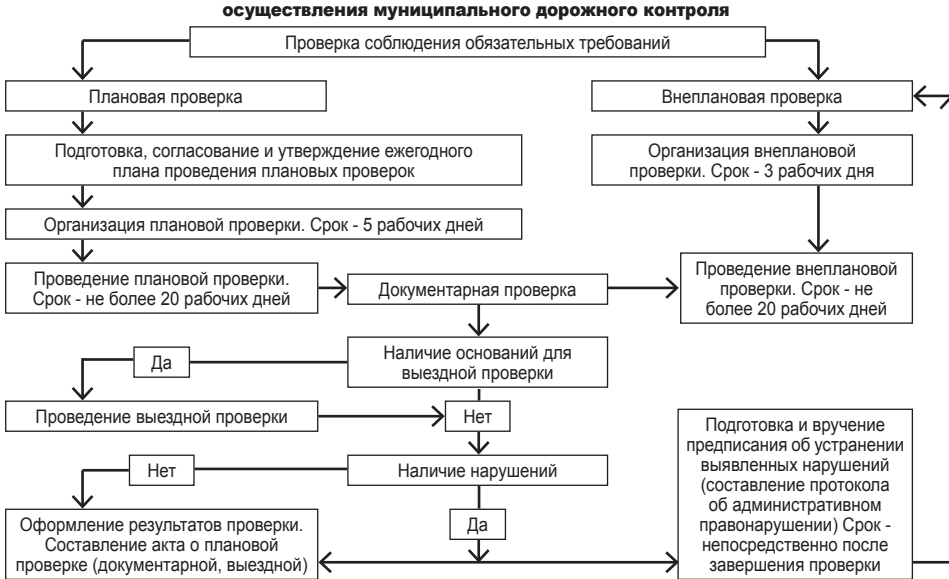 осуществления муниципального дорожного контроля
Проверка соблюдения обязательных требований
Плановая проверка
Внеплановая проверка
Подготовка, согласование и утверждение ежегодного
плана проведения плановых проверок
Организация внеплановой
проверки. Срок - 3 рабочих дня
Организация плановой проверки. Срок - 5 рабочих дней
Проведение плановой проверки.
Срок - не более 20 рабочих дней
Документарная проверка
Проведение внеплановой
проверки. Срок - не
более 20 рабочих дней
Да
Наличие оснований для
выездной проверки
Проведение выездной проверки
Нет
Нет
Наличие нарушений
Да
Оформление результатов проверки.
Составление акта о плановой
проверке (документарной, выездной)
Подготовка и вручение
предписания об устранении
выявленных нарушений
(составление протокола
об административном
правонарушении) Срок -
непосредственно после
завершения проверки